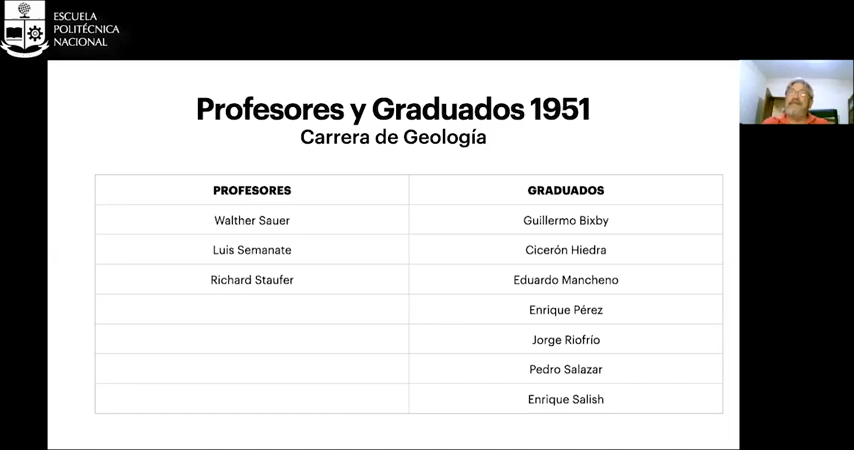 ESCUELA
POLITÉCNICA
NACIONAL
Profesores y Graduados 1951
Carrera de Geología
PROFESORES GRADUADOS
Walther Sauer Guillermo Bixby
Luis Semanate Cicerón Hiedra
Richard Staufer Eduardo Mancheno
Enrique Pérez
Jorge Riofrío
Pedro Salazar
Enrique Salish